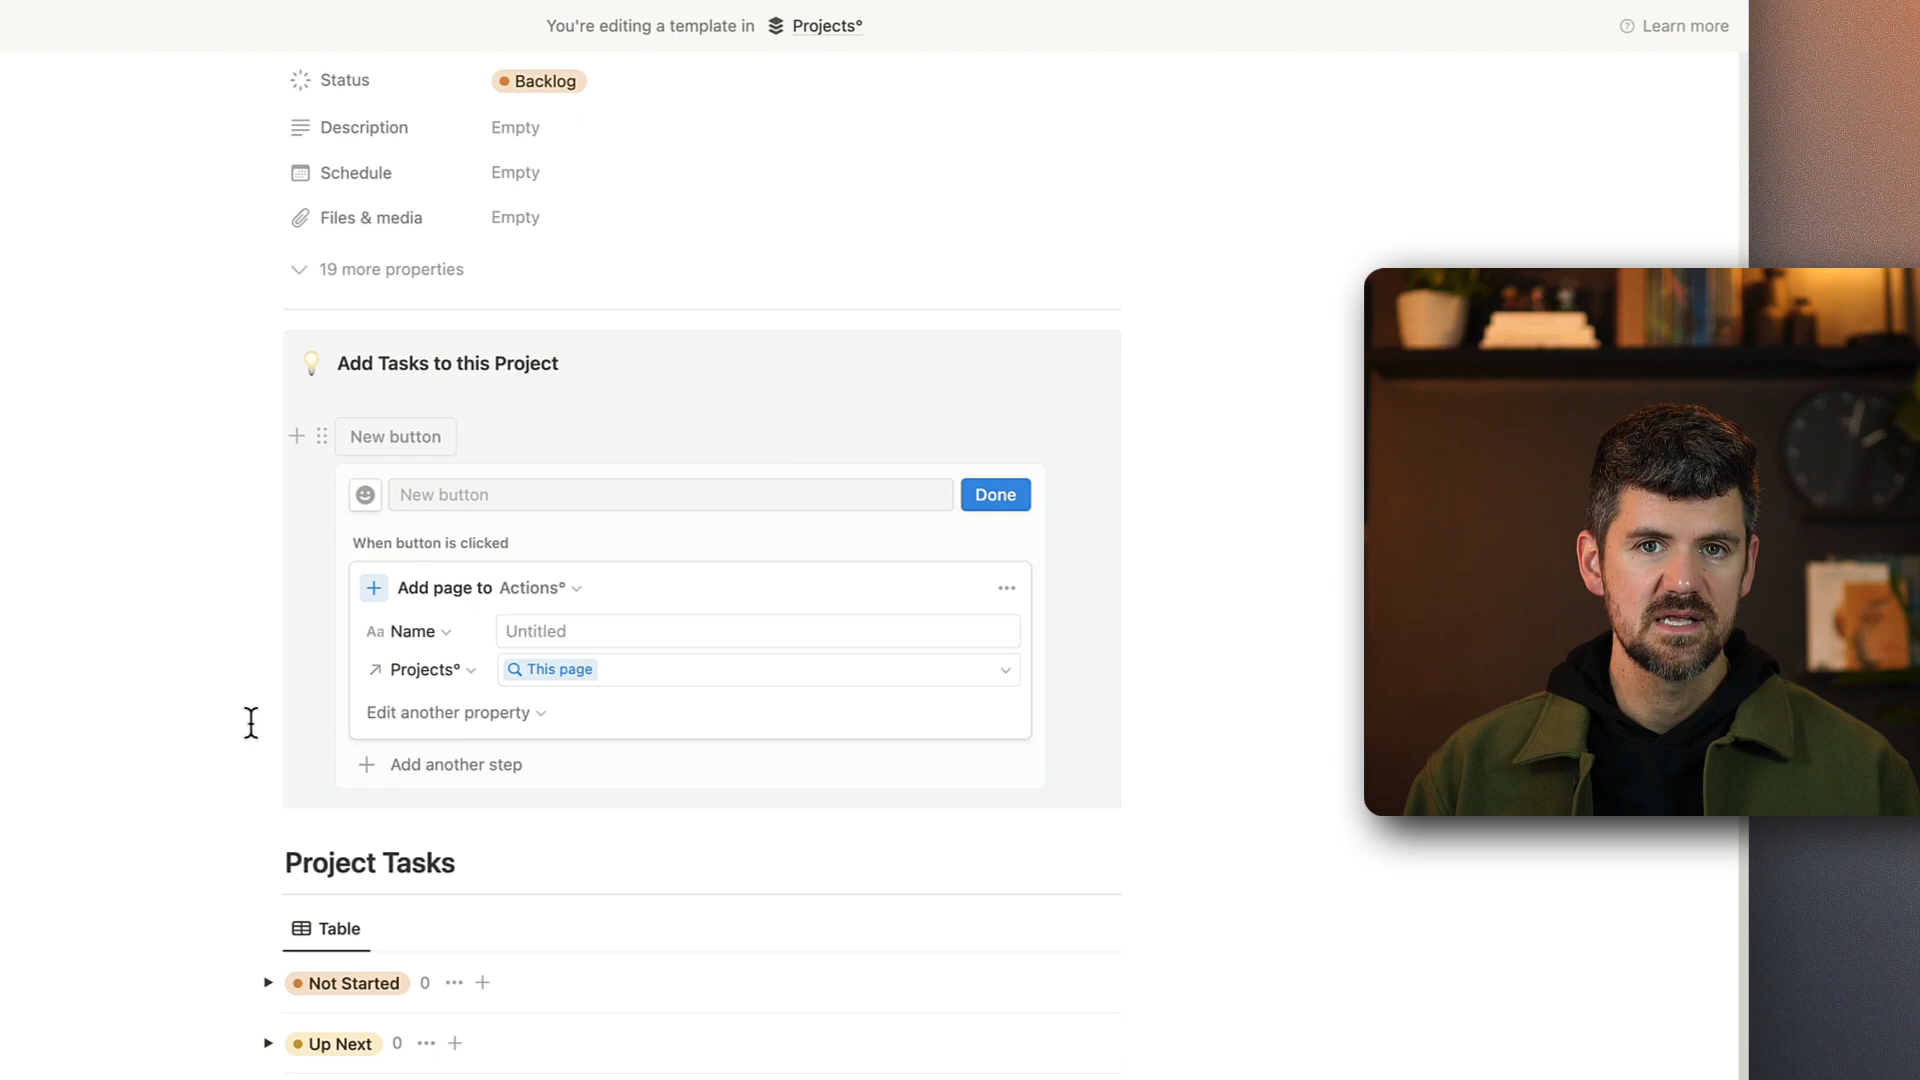 You're editing a template in Projects°
Learn more
Status Backlog
Description Empty
Schedule Empty
Files & media Empty
19 more properties
Add Tasks to this Project
New button
New button Done
When button is clicked
Add page to Actions°
Aa Name Untitled
Projects° This page
Edit another property
Add another step
Project Tasks
Table
Not Started 0
Up Next 0